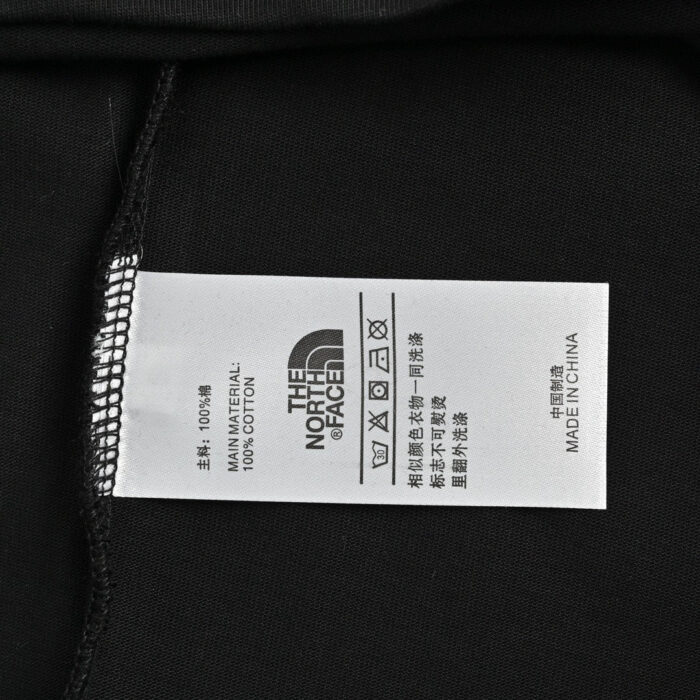 主料：100%棉
MAIN MATERIAL:
100% COTTON
THE
NORTH
®FACE
30
相似颜色衣物一同洗涤
标志不可熨烫
里翻外洗涤
中国制造
MADE IN CHINA